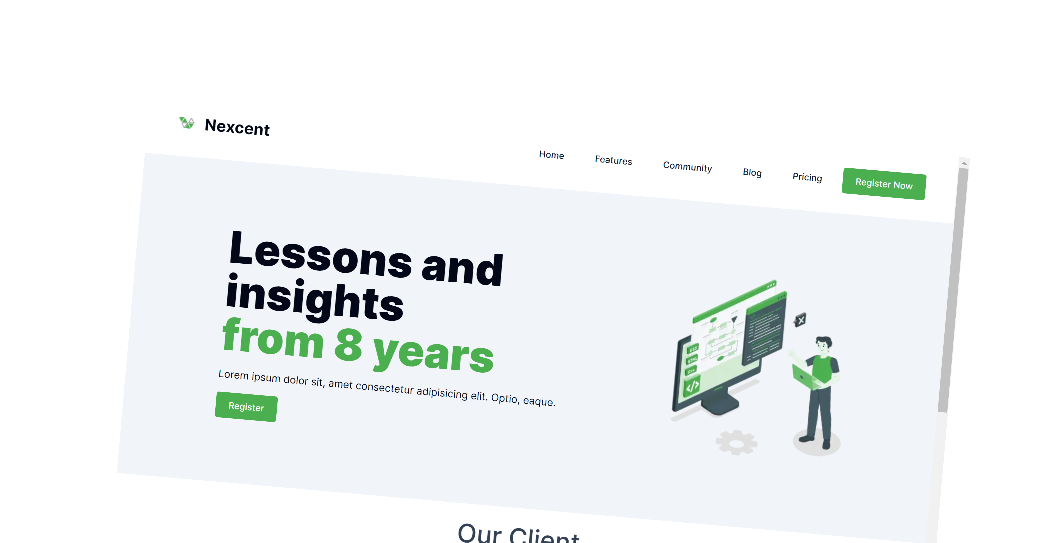 Nexcent
Home Features Community Blog Pricing Register Now
Lessons and
insights
from 8 years
Lorem ipsum dolor sit, amet consectetur adipisicing elit. Optio, eaque.
Register
Our Client